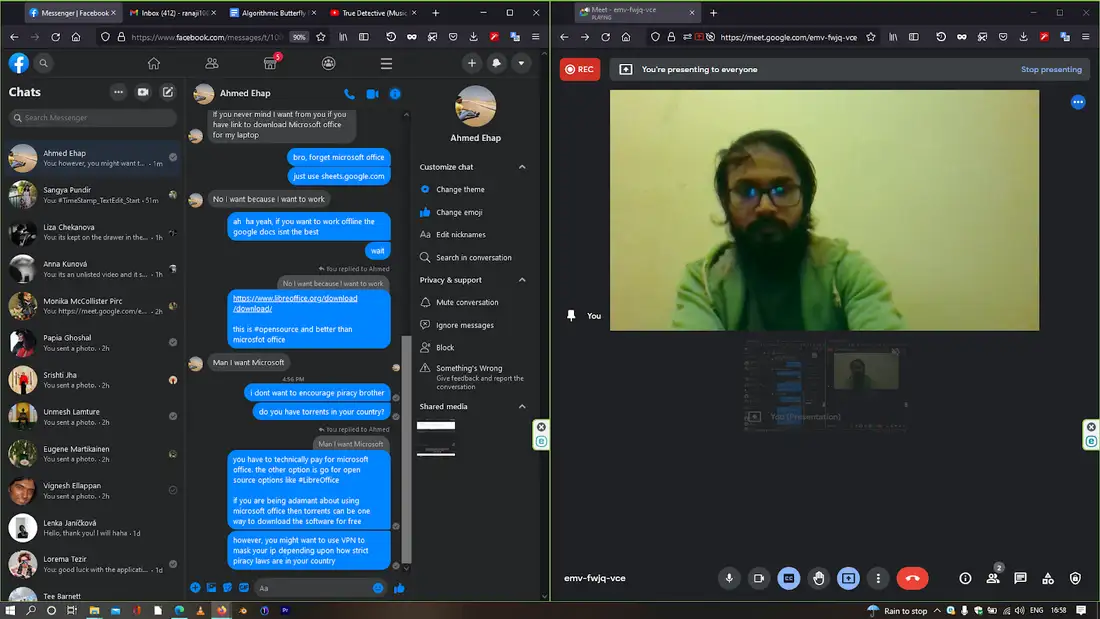 Messenger | Facebook
Inbox (412) - ranaji10
Algorithmic Butterfly
True Detective (Music
https://www.facebook.com/messages/t/10
90%
Chats
Search Messenger
Ahmed Ehap
You: however, you might want t... · 1m
Sangya Pundir
You: #TimeStamp_TextEdit_Start · 51m
Liza Chekanova
You: its kept on the drawer in the... · 1h
Anna Kunová
You: its an unlisted video and it s... · 1h
Monika McCollister Pirc
You: https://meet.google.com/e... · 2h
Papia Ghoshal
You sent a photo. · 2h
Srishti Jha
You sent a photo. · 2h
Unmesh Lamture
You sent a photo. · 2h
Eugene Martikainen
You sent a photo. · 2h
Vignesh Ellappan
You sent a photo. · 2h
Lenka Janíčková
Hello, thank you! I will haha · 1d
Lorema Tezir
You: good luck with the applicati... · 1d
Tee Barnett
5
Ahmed Ehap
If you never mind I want from you if you
have link to download Microsoft office
for my laptop
bro, forget microsoft office
just use sheets.google.com
No I want because I want to work
ah ha yeah, if you want to work offline the
google docs isnt the best
wait
You replied to Ahmed
No I want because I want to work
https://www.libreoffice.org/download
/download/
this is #opensource and better than
microsfot office
Man I want Microsoft
4:56 PM
i dont want to encourage piracy brother
do you have torrents in your country?
You replied to Ahmed
Man I want Microsoft
you have to technically pay for microsoft
office. the other option is go for open
source options like #LibreOffice
if you are being adamant about using
microsoft office then torrents can be one
way to download the software for free
however, you might want to use VPN to
mask your ip depending upon how strict
piracy laws are in your country
Aa
Ahmed Ehap
Customize chat
Change theme
Change emoji
Aa Edit nicknames
Search in conversation
Privacy & support
Mute conversation
Ignore messages
Block
Something's Wrong
Give feedback and report the
conversation
Shared media
Meet - emv-fwjq-vce
PLAYING
https://meet.google.com/emv-fwjq-vce
REC
You're presenting to everyone
Stop presenting
You
You (Presentation)
emv-fwjq-vce
CC
2
Rain to stop
ENG
16:58